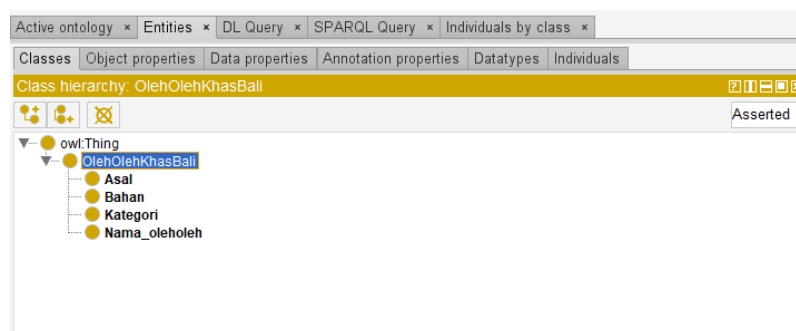 Active ontology × Entities × DL Query × SPARQL Query × Individuals by class ×
Classes Object properties Data properties Annotation properties Datatypes Individuals
Class hierarchy: OlehOlehKhasBali
Asserted
owl:Thing
OlehOlehKhasBali
Asal
Bahan
Kategori
Nama_oleholeh